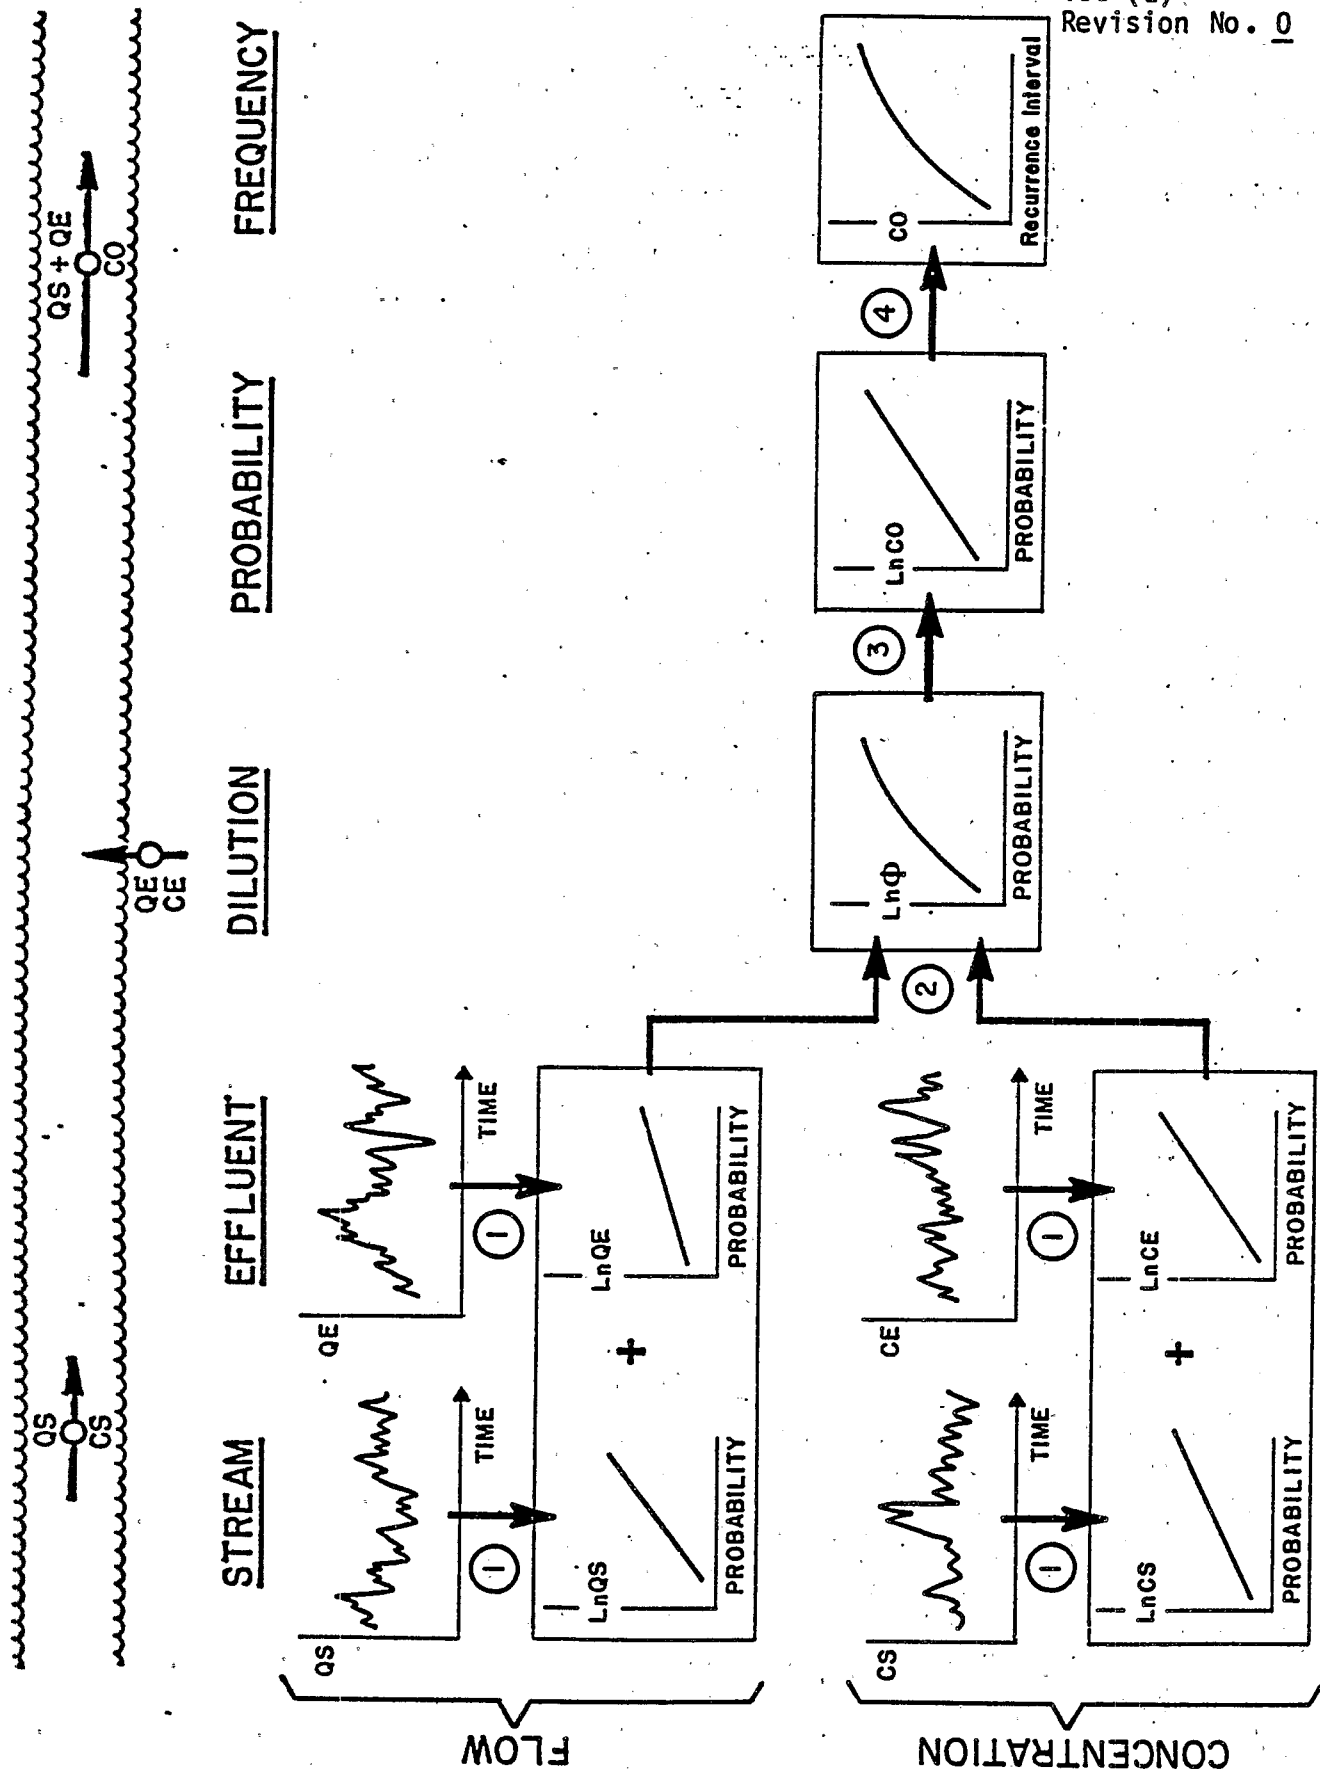 Revision No. 0
QS
CS
QE
CE
QS + QE
CO
STREAM
EFFLUENT
DILUTION
PROBABILITY
FREQUENCY
FLOW
QS
TIME
QE
TIME
1
1
LnQS
PROBABILITY
+
LnQE
PROBABILITY
CONCENTRATION
CS
TIME
CE
TIME
1
1
LnCS
PROBABILITY
+
LnCE
PROBABILITY
2
LnΦ
PROBABILITY
3
LnCO
PROBABILITY
4
CO
Recurrence Interval